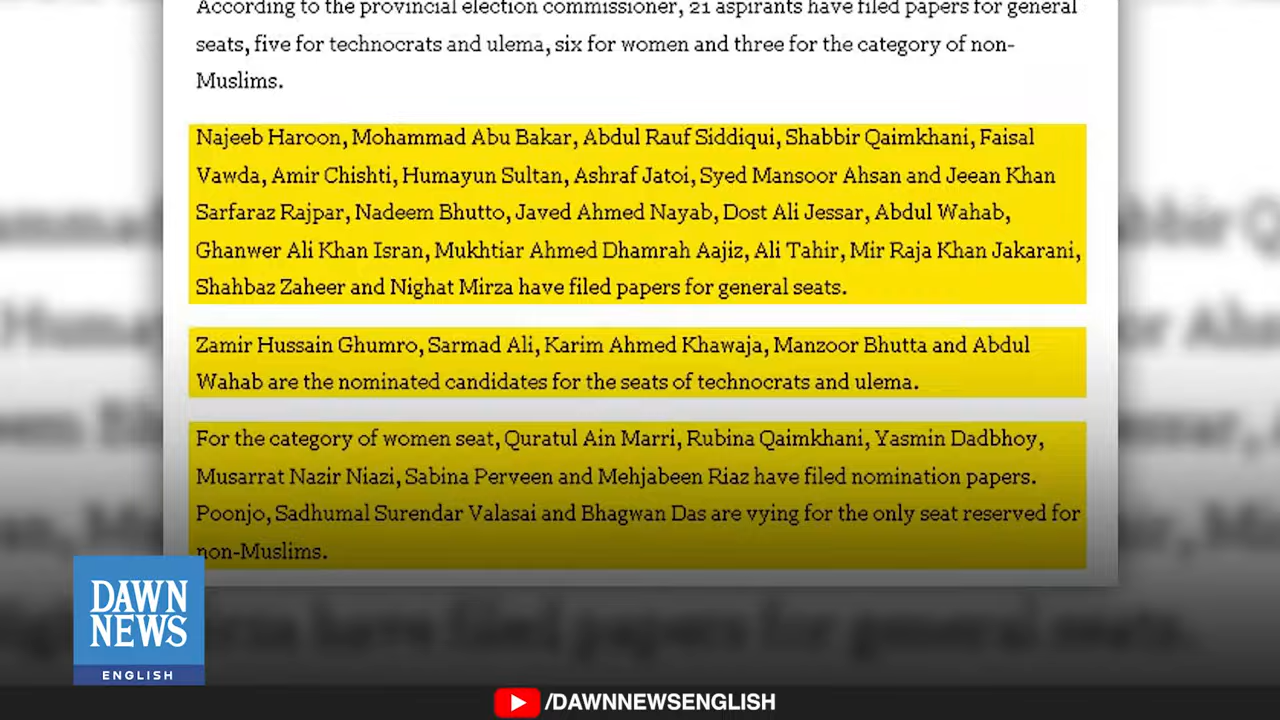 According to the provincial election commissioner, 21 aspirants have filed papers for general
seats, five for technocrats and ulema, six for women and three for the category of non-
Muslims.
Najeeb Haroon, Mohammad Abu Bakar, Abdul Rauf Siddiqui, Shabbir Qaimkhani, Faisal
Vawda, Amir Chishti, Humayun Sultan, Ashraf Jatoi, Syed Mansoor Ahsan and Jeean Khan
Sarfaraz Rajpar, Nadeem Bhutto, Javed Ahmed Nayab, Dost Ali Jessar, Abdul Wahab,
Ghanwer Ali Khan Isran, Mukhtiar Ahmed Dhamrah Aajiz, Ali Tahir, Mir Raja Khan Jakarani,
Shahbaz Zaheer and Nighat Mirza have filed papers for general seats.
Zamir Hussain Ghumro, Sarmad Ali, Karim Ahmed Khawaja, Manzoor Bhutta and Abdul
Wahab are the nominated candidates for the seats of technocrats and ulema.
For the category of women seat, Quratul Ain Marri, Rubina Qaimkhani, Yasmin Dadbhoy,
Musarrat Nazir Niazi, Sabina Perveen and Mehjabeen Riaz have filed nomination papers.
Poonjo, Sadhumal Surendar Valasai and Bhagwan Das are vying for the only seat reserved for
non-Muslims.
have filed papers for general seats.
DAWN
NEWS
ENGLISH
/DAWNNEWSENGLISH